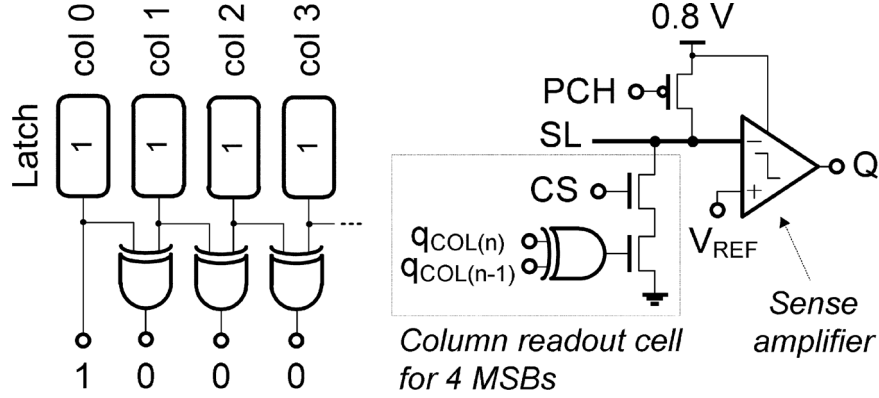 col 0 col 1 col 2 col 3
Latch
1 1 1 1
1 0 0 0
0.8 V
PCH
SL
CS
qCOL(n)
qCOL(n-1)
VREF
− +
Q
Column readout cell
for 4 MSBs
Sense
amplifier